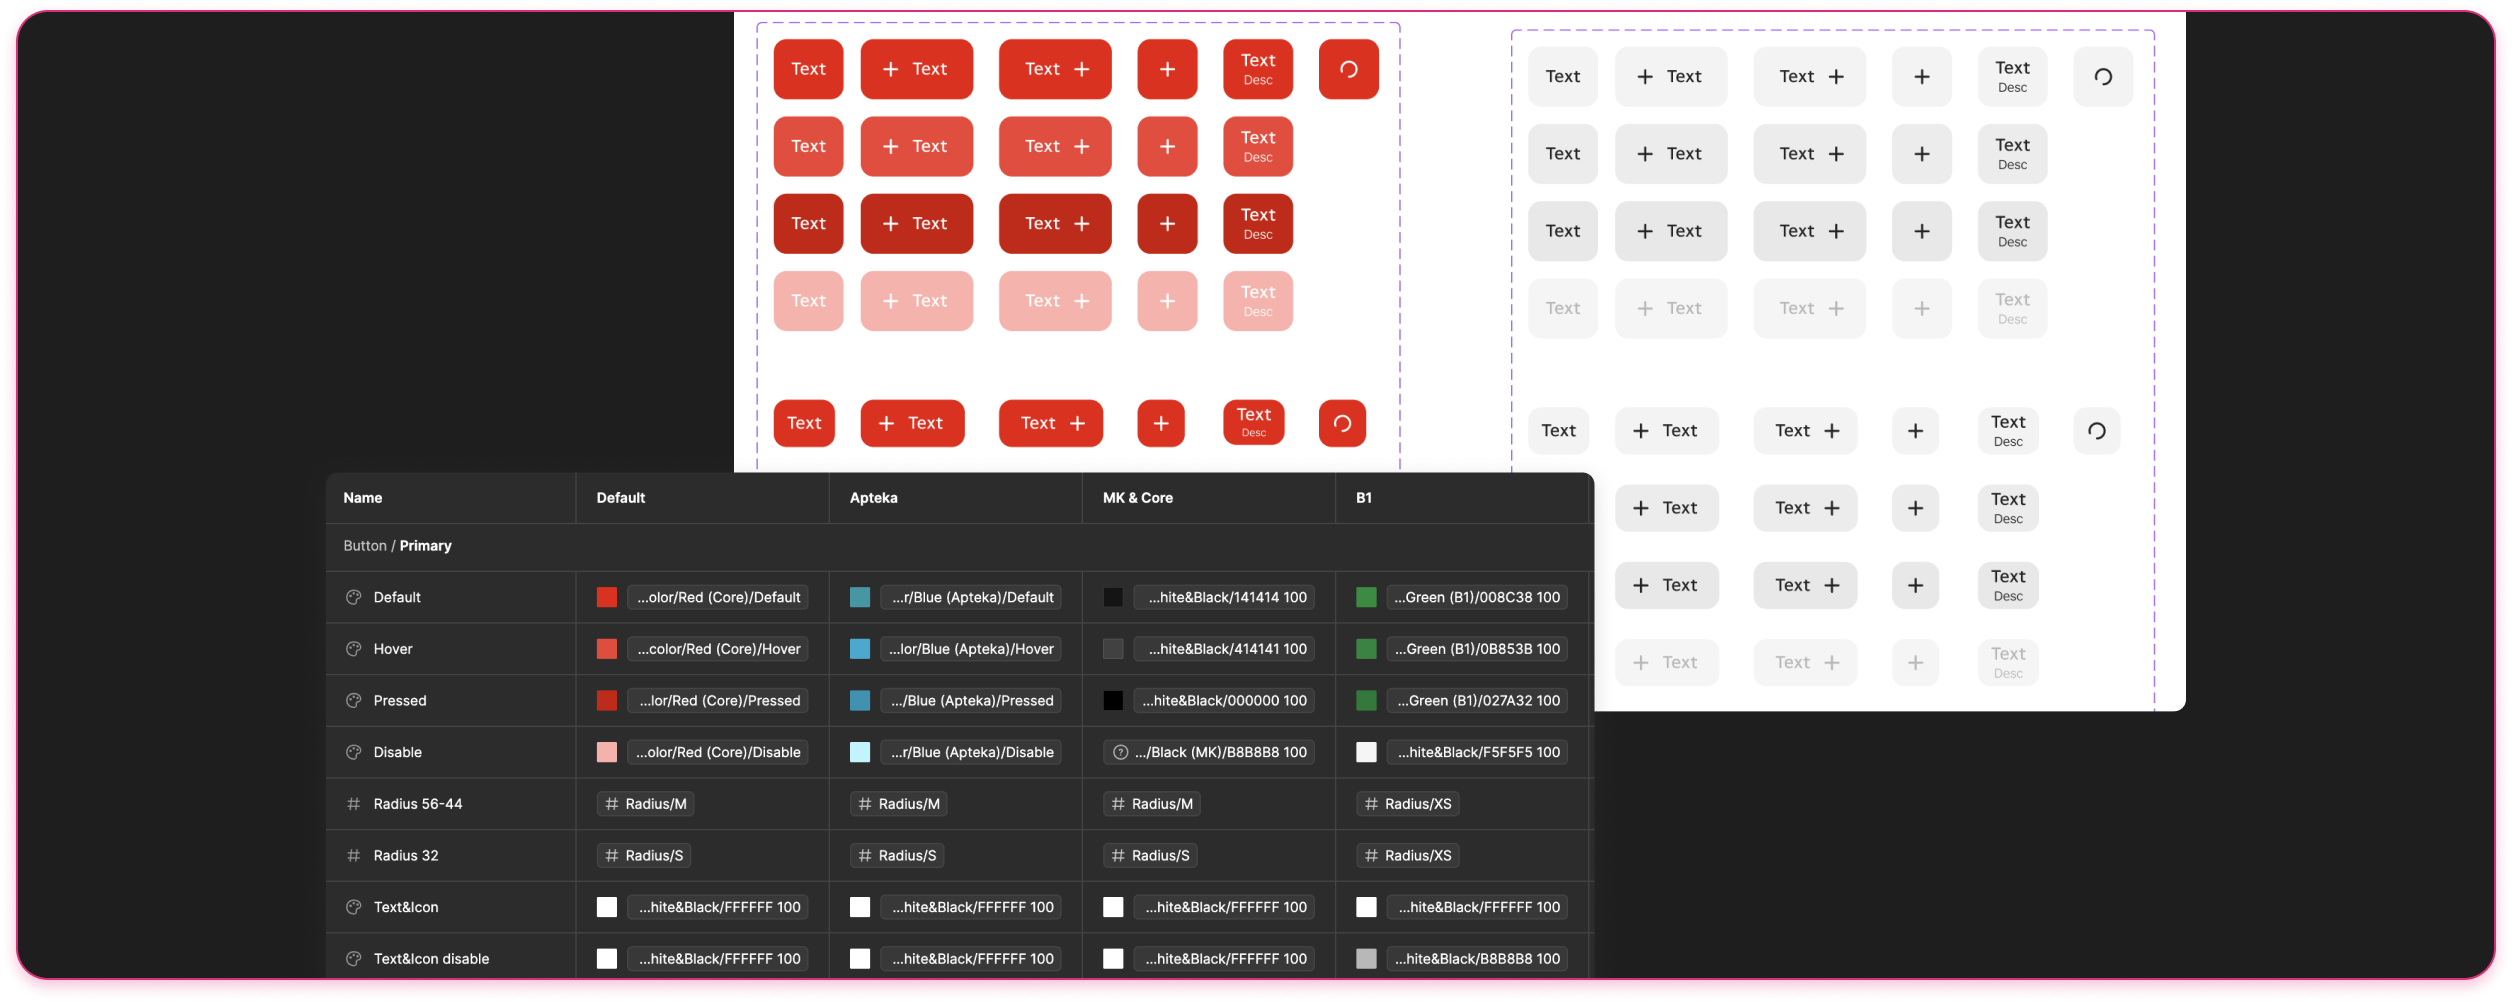 Text + Text Text + + Text
Desc
Text + Text Text + + Text
Desc
Text + Text Text + + Text
Desc
Text + Text Text + + Text
Desc
Text + Text Text + + Text
Desc
Text + Text Text + + Text
Desc
Text + Text Text + + Text
Desc
Text + Text Text + + Text
Desc
Text + Text Text + + Text
Desc
Text + Text Text + + Text
Desc
+ Text Text + + Text
Desc
+ Text Text + + Text
Desc
+ Text Text + + Text
Desc
Name Default Apteka MK & Core B1
Button / Primary
Default ...olor/Red (Core)/Default ...r/Blue (Apteka)/Default ...hite&Black/141414 100 ...Green (B1)/008C38 100
Hover ...color/Red (Core)/Hover ...lor/Blue (Apteka)/Hover ...hite&Black/414141 100 ...Green (B1)/0B853B 100
Pressed ...lor/Red (Core)/Pressed .../Blue (Apteka)/Pressed ...hite&Black/000000 100 ...Green (B1)/027A32 100
Disable ...olor/Red (Core)/Disable ...r/Blue (Apteka)/Disable .../Black (MK)/B8B8B8 100 ...hite&Black/F5F5F5 100
Radius 56-44 Radius/M Radius/M Radius/M Radius/XS
Radius 32 Radius/S Radius/S Radius/S Radius/XS
Text&Icon ...hite&Black/FFFFFF 100 ...hite&Black/FFFFFF 100 ...hite&Black/FFFFFF 100 ...hite&Black/FFFFFF 100
Text&Icon disable ...hite&Black/FFFFFF 100 ...hite&Black/FFFFFF 100 ...hite&Black/FFFFFF 100 ...hite&Black/B8B8B8 100